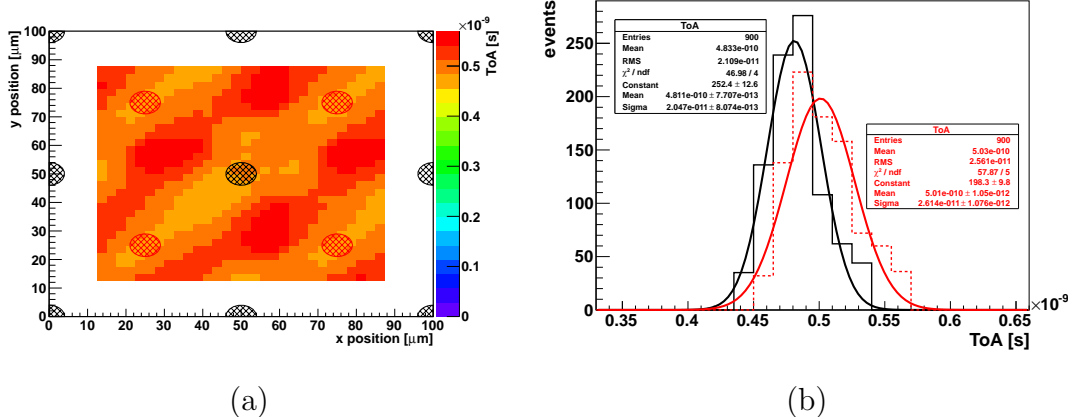 ×10⁻⁹
y position [μm]
100
90
80
70
60
50
40
30
20
10
0
0 10 20 30 40 50 60 70 80 90 100
x position [μm]
ToA [s]
0.5
0.4
0.3
0.2
0.1
0
(a)
events
250
200
150
100
50
0
ToA
Entries 900
Mean 4.833e-010
RMS 2.109e-011
χ² / ndf 46.98 / 4
Constant 252.4 ± 12.6
Mean 4.811e-010 ± 7.707e-013
Sigma 2.047e-011 ± 8.074e-013
ToA
Entries 900
Mean 5.03e-010
RMS 2.561e-011
χ² / ndf 57.87 / 5
Constant 198.3 ± 9.8
Mean 5.01e-010 ± 1.05e-012
Sigma 2.614e-011 ± 1.076e-012
0.35 0.4 0.45 0.5 0.55 0.6 0.65
×10⁻⁹
ToA [s]
(b)